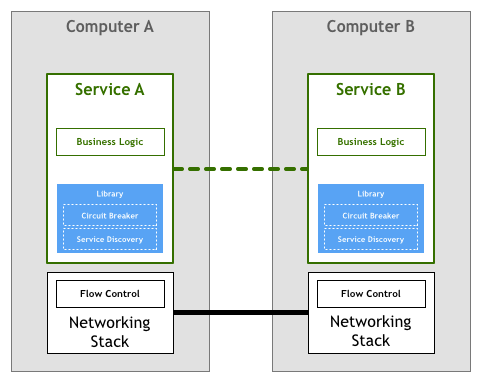 Computer A
Service A
Business Logic
Library
Circuit Breaker
Service Discovery
Flow Control
Networking
Stack
Computer B
Service B
Business Logic
Library
Circuit Breaker
Service Discovery
Flow Control
Networking
Stack